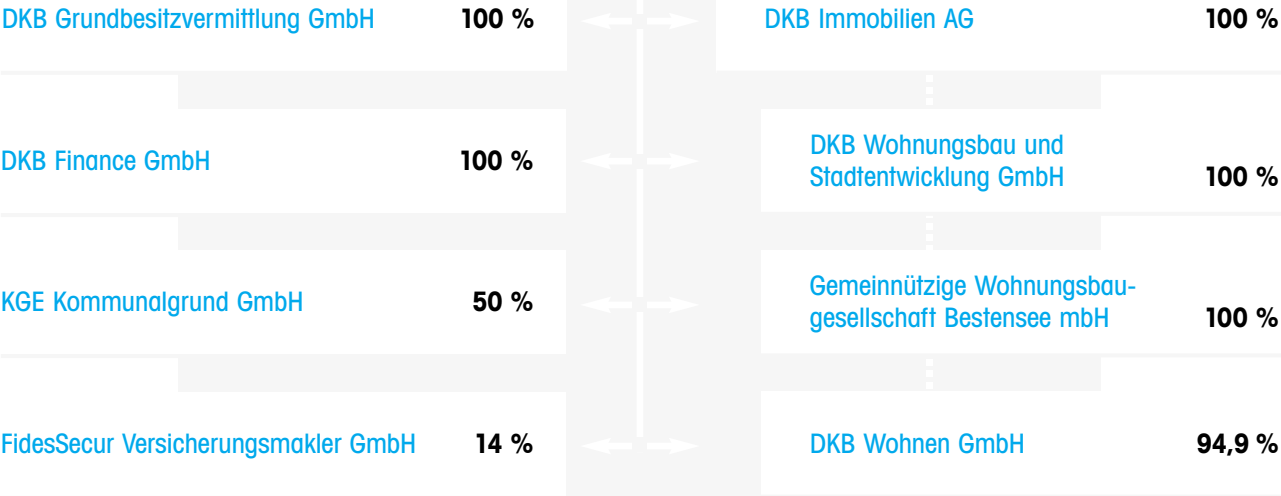 DKB Grundbesitzvermittlung GmbH 100 %
DKB Immobilien AG 100 %
DKB Finance GmbH 100 %
DKB Wohnungsbau und
Stadtentwicklung GmbH 100 %
KGE Kommunalgrund GmbH 50 %
Gemeinnützige Wohnungsbau-
gesellschaft Bestensee mbH 100 %
FidesSecur Versicherungsmakler GmbH 14 %
DKB Wohnen GmbH 94,9 %